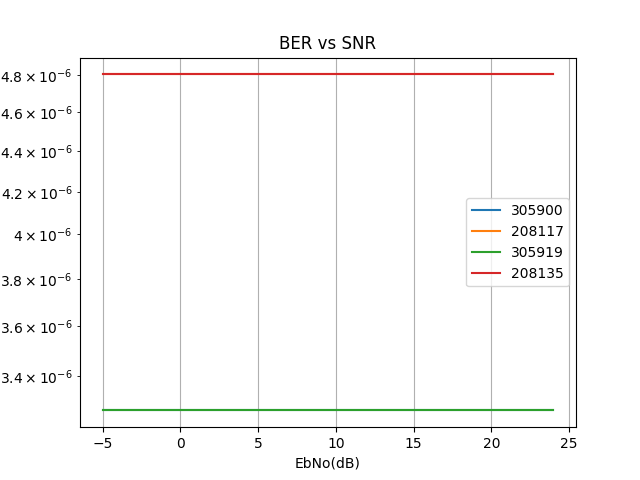 BER vs SNR
4.8 × 10⁻⁶
4.6 × 10⁻⁶
4.4 × 10⁻⁶
4.2 × 10⁻⁶
4 × 10⁻⁶
3.8 × 10⁻⁶
3.6 × 10⁻⁶
3.4 × 10⁻⁶
305900
208117
305919
208135
−5 0 5 10 15 20 25
EbNo(dB)